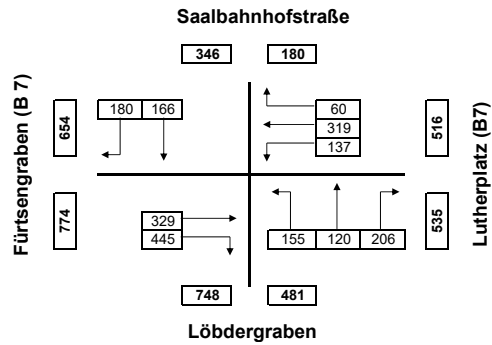 Saalbahnhofstraße
346 180
Fürtsengraben (B 7)
654
774
180 166
60
319
137
516
535
Lutherplatz (B7)
329
445
155 120 206
748 481
Löbdergraben